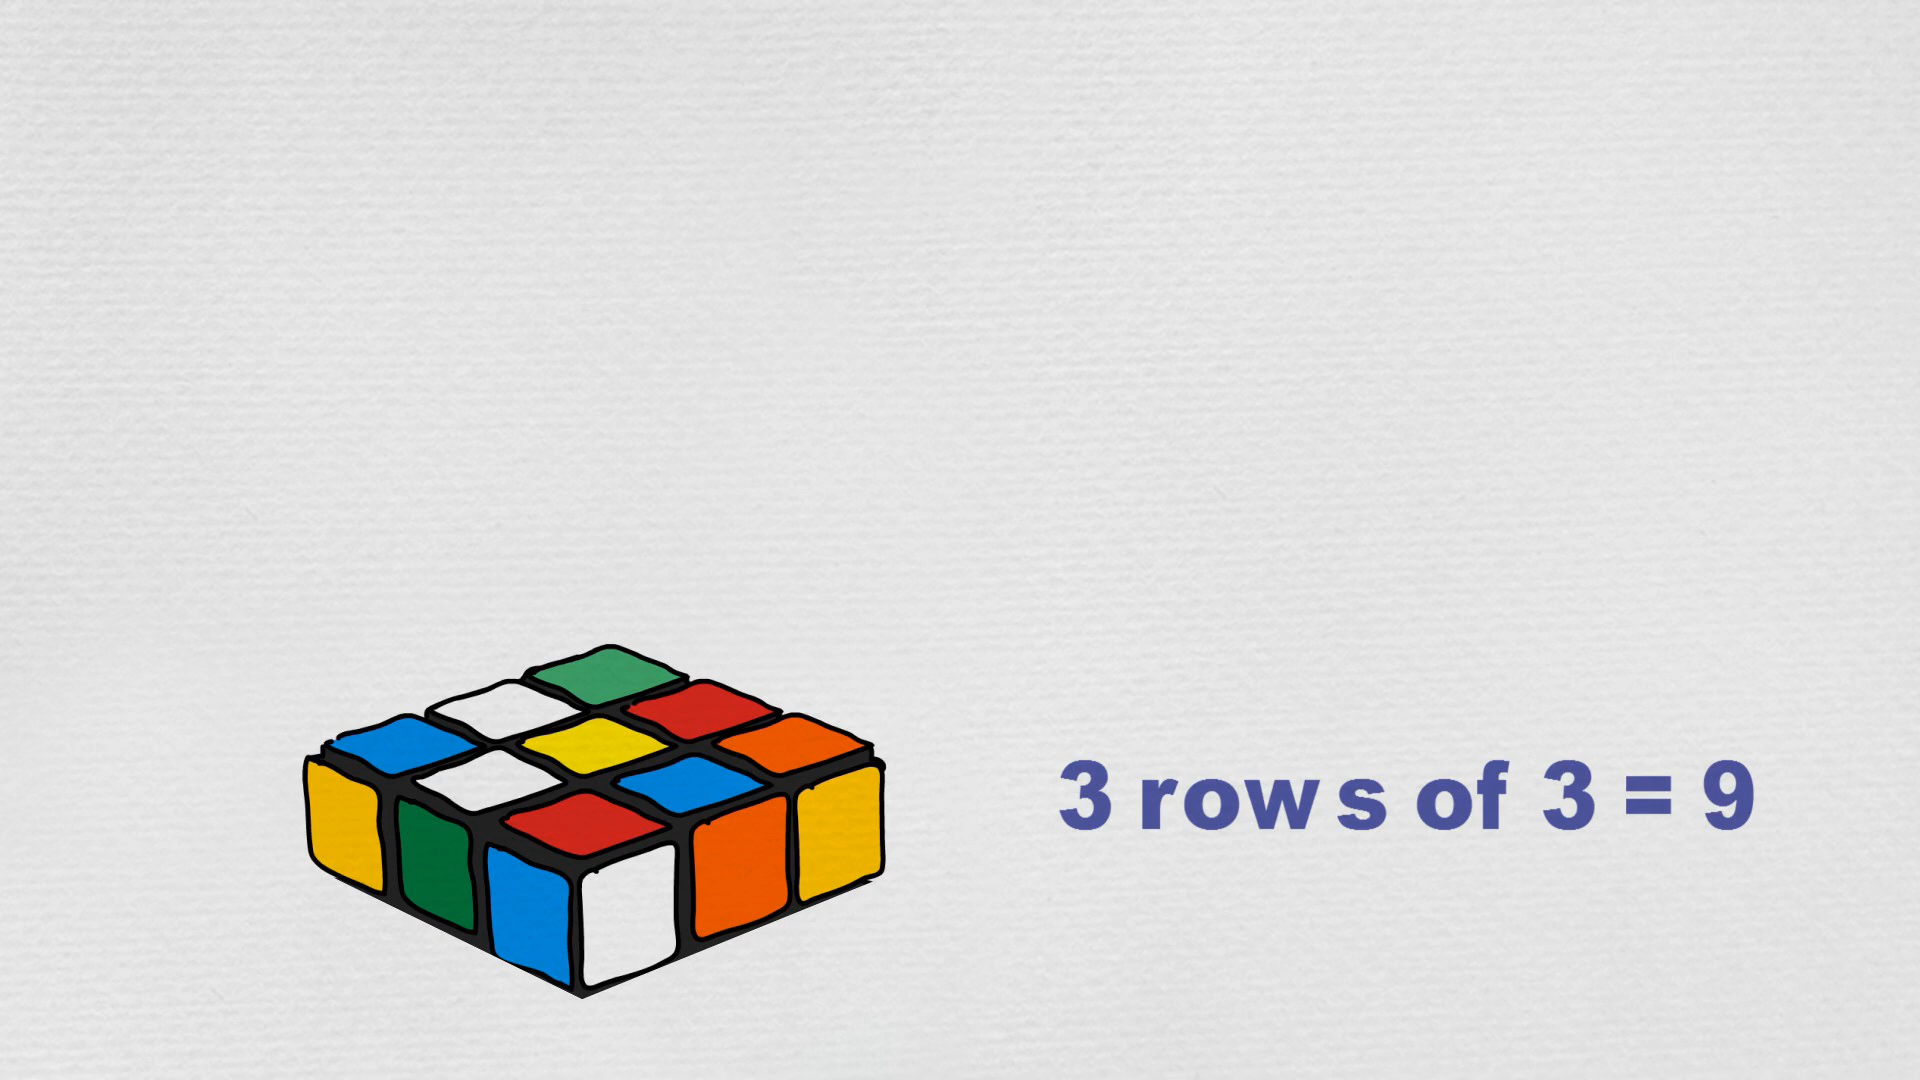 3 rows of 3 = 9